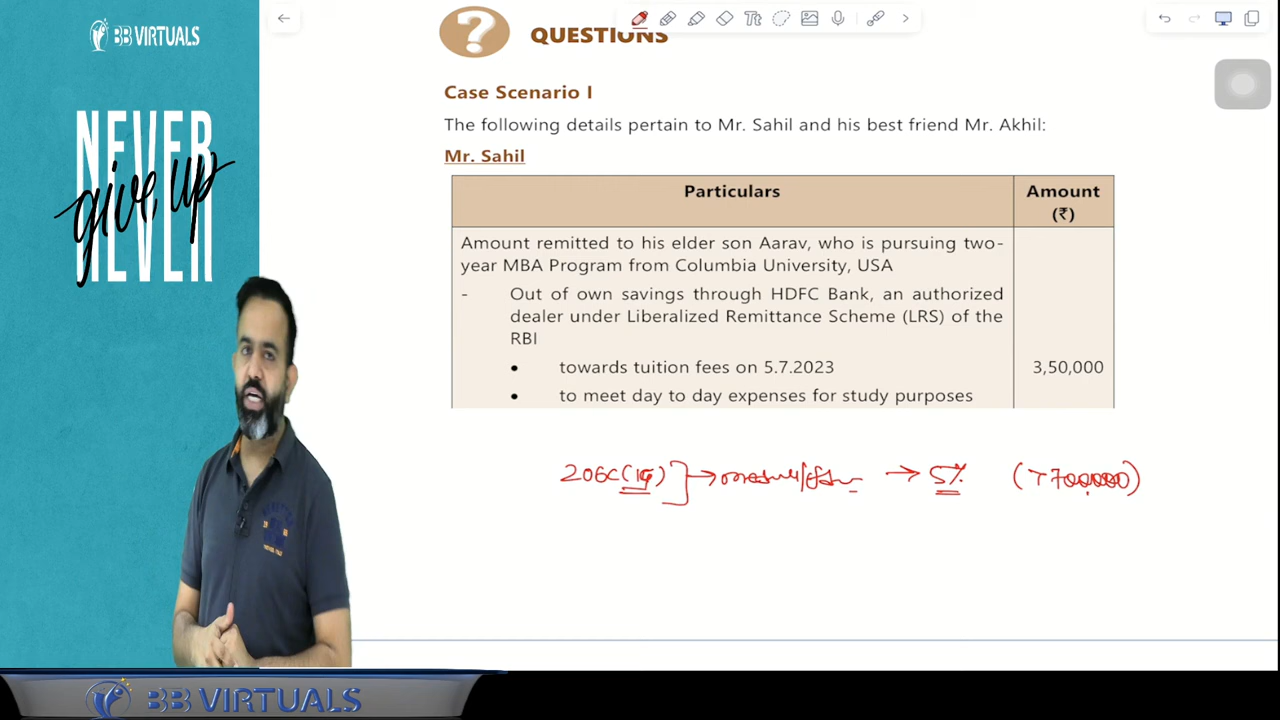 BB VIRTUALS
NEVER
give up
NEVER
? QUESTIONS
Case Scenario I
The following details pertain to Mr. Sahil and his best friend Mr. Akhil:
Mr. Sahil
Particulars
Amount (₹)
Amount remitted to his elder son Aarav, who is pursuing two-
year MBA Program from Columbia University, USA
- Out of own savings through HDFC Bank, an authorized
dealer under Liberalized Remittance Scheme (LRS) of the
RBI
• towards tuition fees on 5.7.2023 3,50,000
• to meet day to day expenses for study purposes
206C(1G) → → 5% (>700,000)
BB VIRTUALS